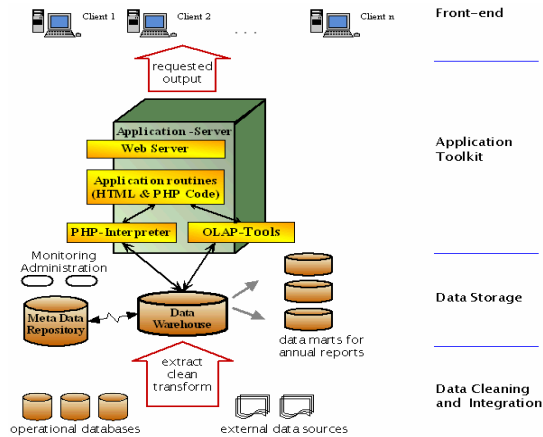 Client 1
Client 2
. . .
Client n
Front-end
requested
output
Application -Server
Web Server
Application routines
(HTML & PHP Code)
PHP-Interpreter
OLAP-Tools
Application
Toolkit
Monitoring
Administration
Meta Data
Repository
Data
Warehouse
data marts for
annual reports
Data Storage
extract
clean
transform
operational databases
external data sources
Data Cleaning
and Integration